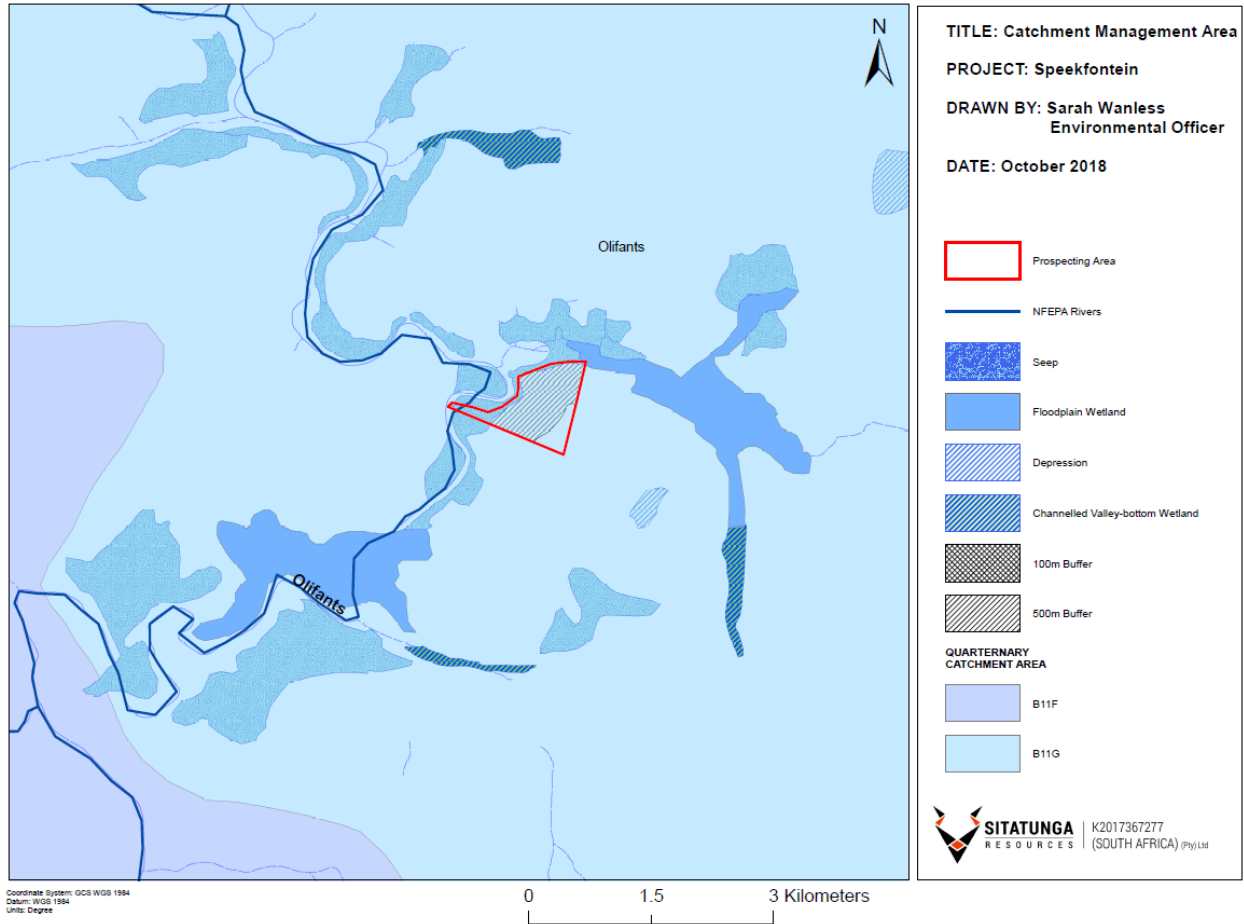 N
Olifants
Olifants
TITLE: Catchment Management Area
PROJECT: Speekfontein
DRAWN BY: Sarah Wanless
Environmental Officer
DATE: October 2018
Prospecting Area
NFEPA Rivers
Seep
Floodplain Wetland
Depression
Channelled Valley-bottom Wetland
100m Buffer
500m Buffer
QUARTERNARY
CATCHMENT AREA
B11F
B11G
SITATUNGA
RESOURCES
K2017367277
(SOUTH AFRICA) (Pty) Ltd
Coordinate System: GCS WGS 1984
Datum: WGS 1984
Units: Degree
0 1.5 3 Kilometers